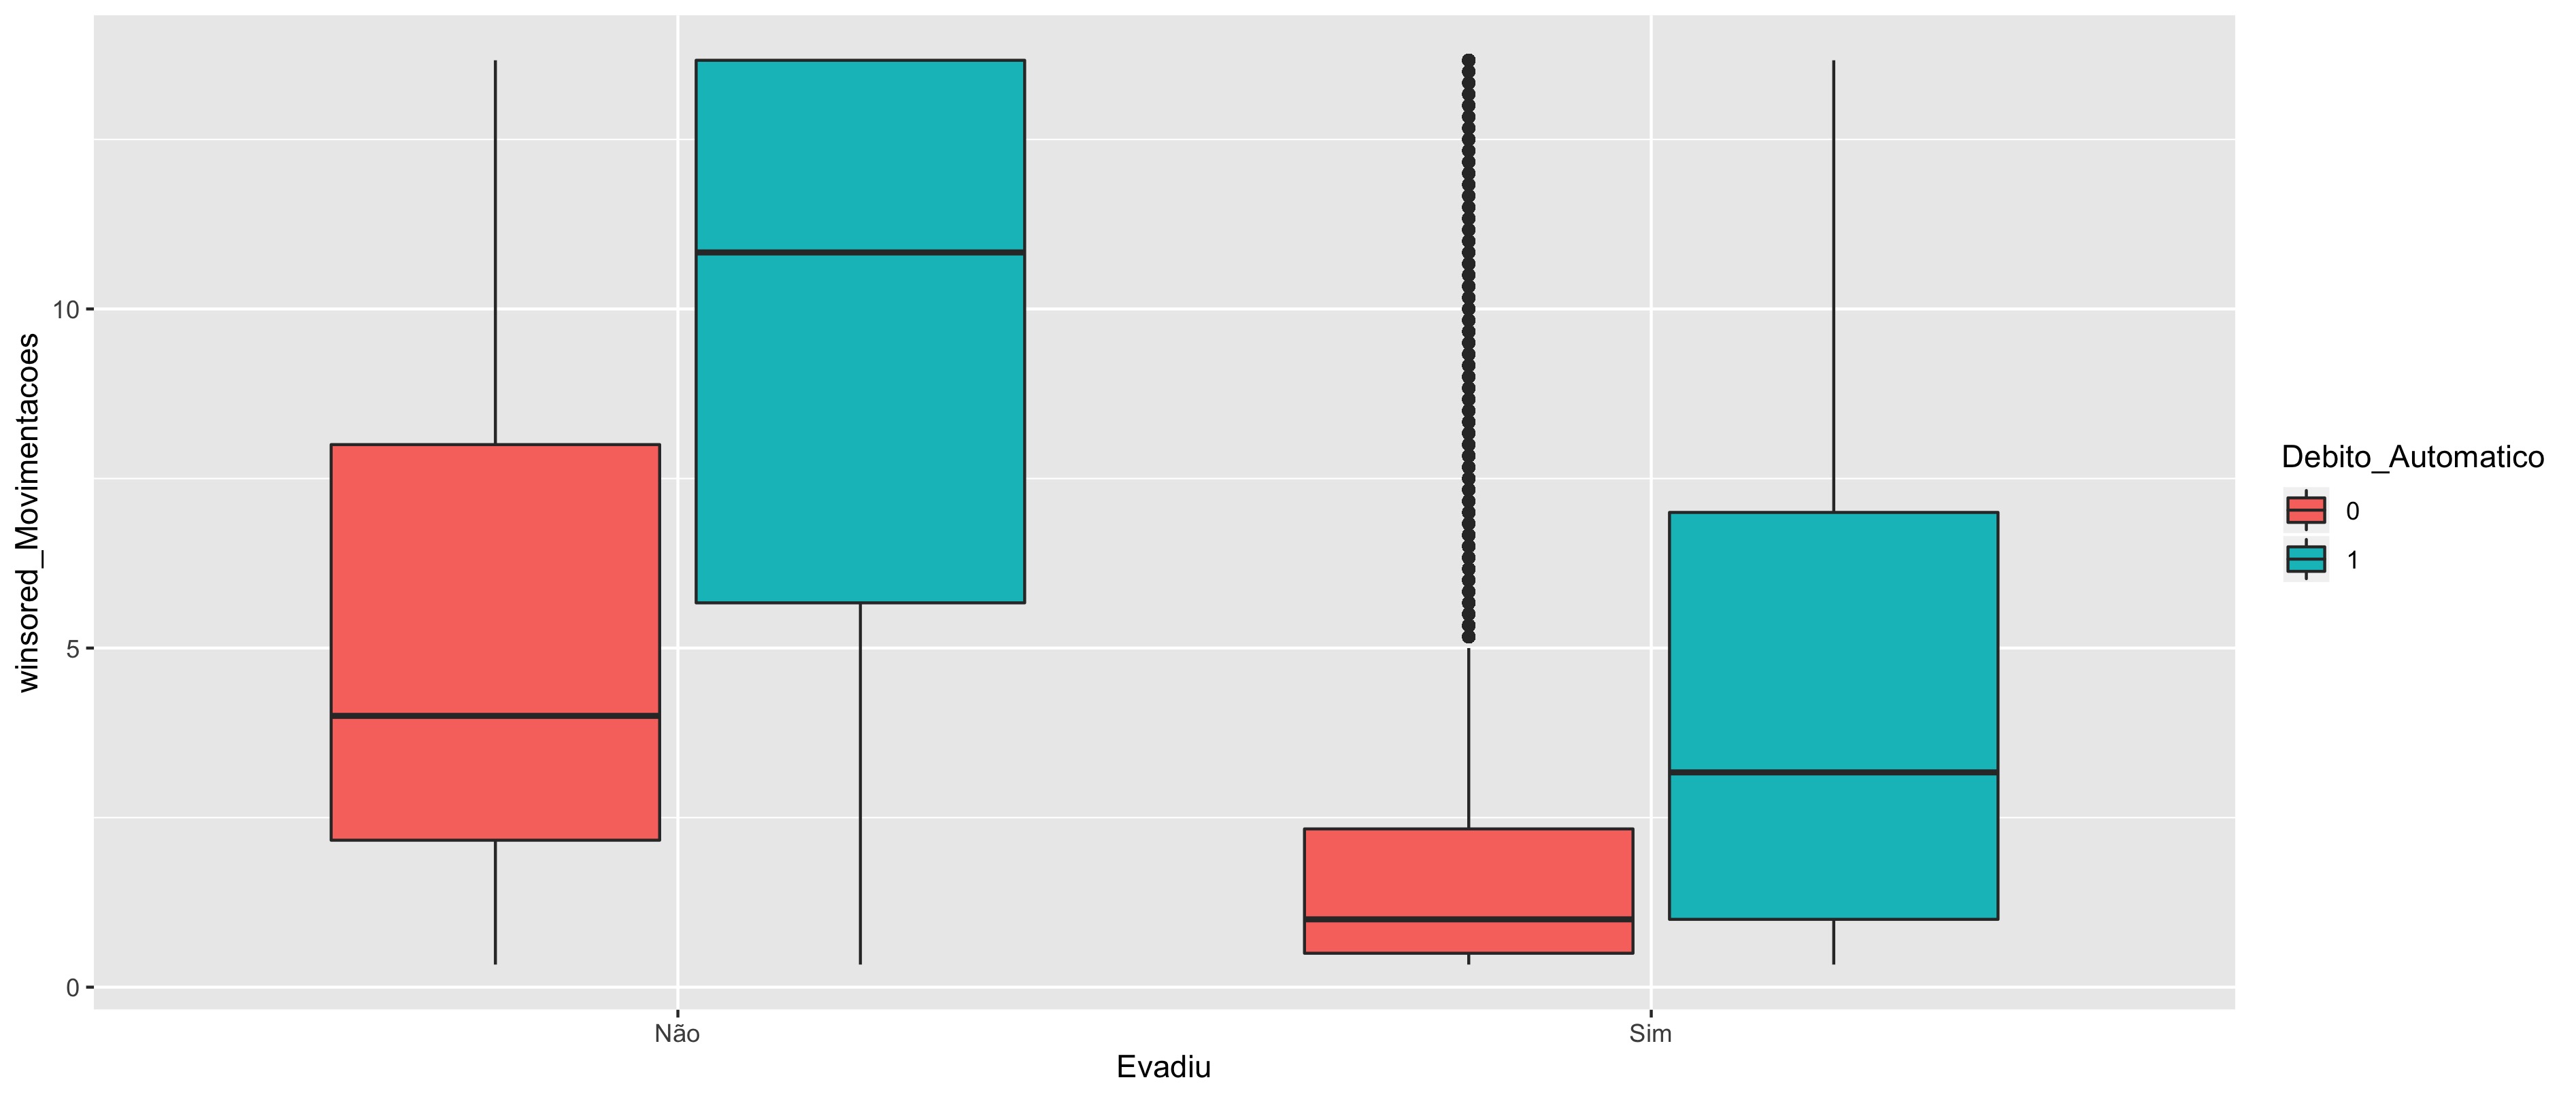 winsored_Movimentacoes
10
5
0
Não
Sim
Evadiu
Debito_Automatico
0
1